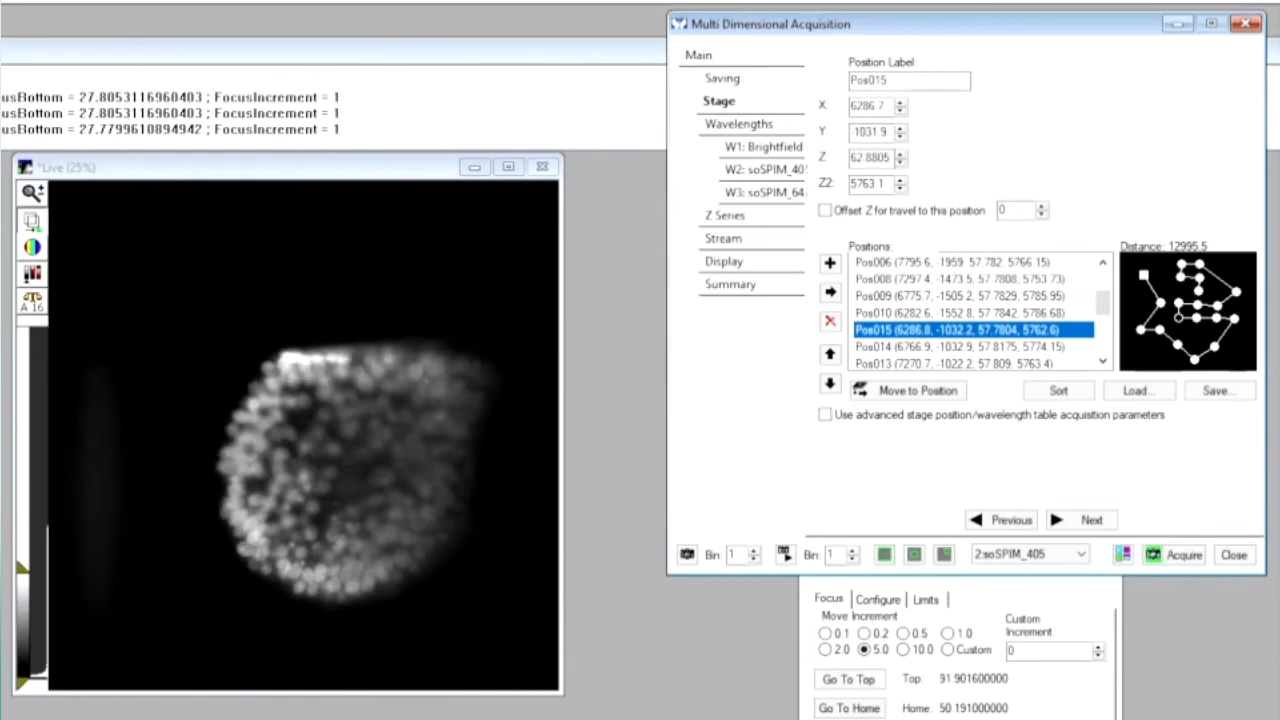 Multi Dimensional Acquisition
Main
Saving
Stage
Wavelengths
W1: Brightfield
W2: soSPIM_40
W3: soSPIM_64
Z Series
Stream
Display
Summary
Position Label:
Pos015
X 6286.7
Y -1031.9
Z 62.8805
Z2: 5763.1
Offset Z for travel to this position 0
Positions:
Distance: 12995.5
Pos006 (7795.6, 1959 57.782, 5766.15)
Pos008 (7297.4, -1473.5, 57.7808, 5753.73)
Pos009 (6775.7, -1505.2, 57.7829, 5785.95)
Pos010 (6282.6, 1552.8, 57.7842, 5786.68)
Pos015 (6286.8, -1032.2, 57.7804, 5762.6)
Pos014 (6766.9, -1032.9, 57.8175, 5774.15)
Pos013 (7270.7, -1022.2, 57.809, 5763.4)
Move to Position Sort Load... Save...
Use advanced stage position/wavelength table acquisition parameters
Previous Next
Bin: 1 Bin: 1 2:soSPIM_405 Acquire Close
usBottom = 27.8053116960403 ; FocusIncrement = 1
usBottom = 27.8053116960403 ; FocusIncrement = 1
usBottom = 27.7799610894942 ; FocusIncrement = 1
*Live (25%)
A 16
Focus Configure Limits
Move Increment
0.1 0.2 0.5 1.0
2.0 5.0 10.0 Custom
Custom
Increment
0
Go To Top Top: 91.901600000
Go To Home Home: 50.191000000